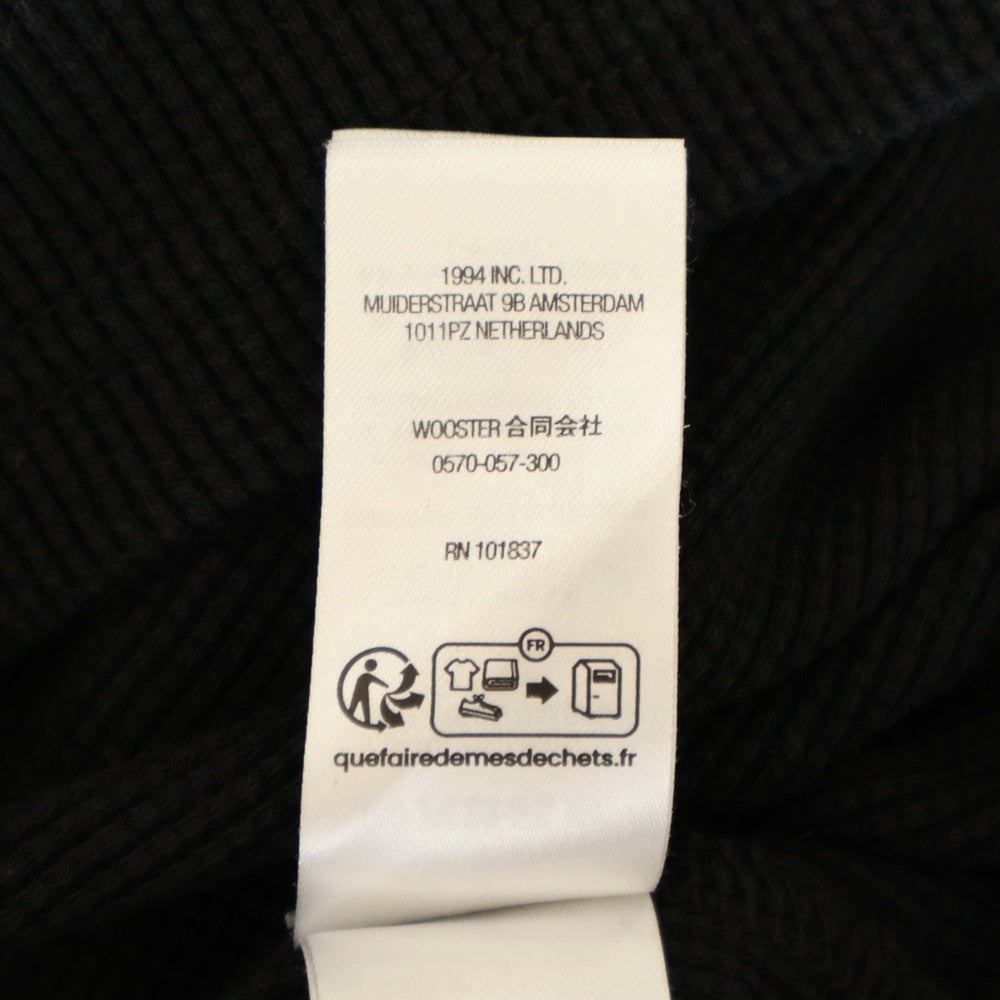 1994 INC. LTD.
MUIDERSTRAAT 9B AMSTERDAM
1011PZ NETHERLANDS
WOOSTER 合同会社
0570-057-300
RN 101837
FR
quefairedemesdechets.fr